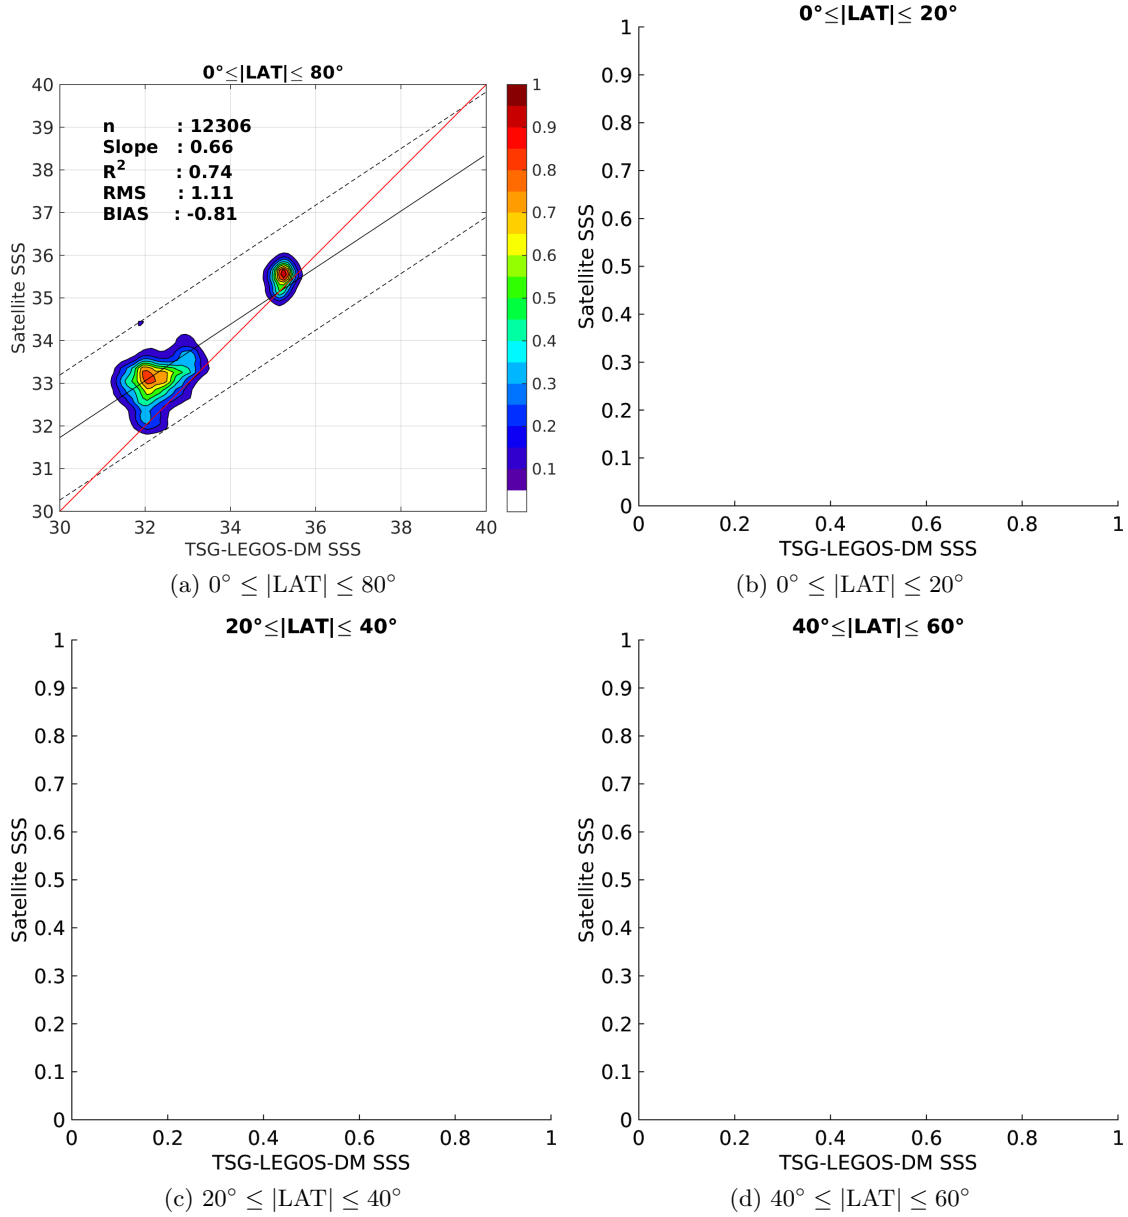 0°≤|LAT|≤ 80°
40
39
38
37
36
35
34
33
32
31
30
Satellite SSS
n : 12306
Slope : 0.66
R² : 0.74
RMS : 1.11
BIAS : -0.81
30 32 34 36 38 40
TSG-LEGOS-DM SSS
1
0.9
0.8
0.7
0.6
0.5
0.4
0.3
0.2
0.1
(a) 0° ≤ |LAT| ≤ 80°
0°≤|LAT|≤ 20°
1
0.9
0.8
0.7
0.6
0.5
0.4
0.3
0.2
0.1
0
Satellite SSS
0 0.2 0.4 0.6 0.8 1
TSG-LEGOS-DM SSS
(b) 0° ≤ |LAT| ≤ 20°
20°≤|LAT|≤ 40°
1
0.9
0.8
0.7
0.6
0.5
0.4
0.3
0.2
0.1
0
Satellite SSS
0 0.2 0.4 0.6 0.8 1
TSG-LEGOS-DM SSS
(c) 20° ≤ |LAT| ≤ 40°
40°≤|LAT|≤ 60°
1
0.9
0.8
0.7
0.6
0.5
0.4
0.3
0.2
0.1
0
Satellite SSS
0 0.2 0.4 0.6 0.8 1
TSG-LEGOS-DM SSS
(d) 40° ≤ |LAT| ≤ 60°